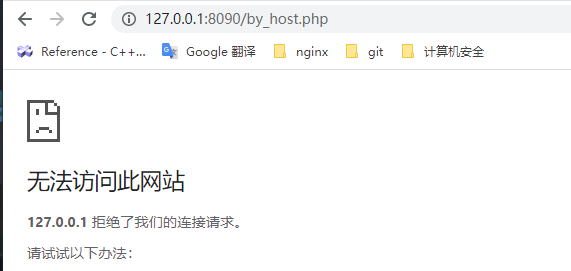 127.0.0.1:8090/by_host.php
Reference - C++... Google 翻译 nginx git 计算机安全
无法访问此网站
127.0.0.1 拒绝了我们的连接请求。
请试试以下办法：